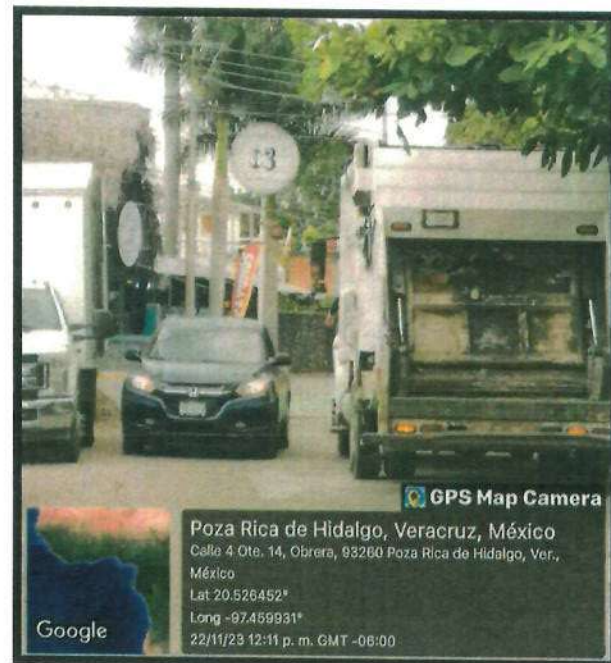 13
GPS Map Camera
Poza Rica de Hidalgo, Veracruz, México
Calle 4 Ote. 14, Obrera, 93260 Poza Rica de Hidalgo, Ver.,
México
Lat 20.526452°
Long -97.459931°
22/11/23 12:11 p. m. GMT -06:00
Google